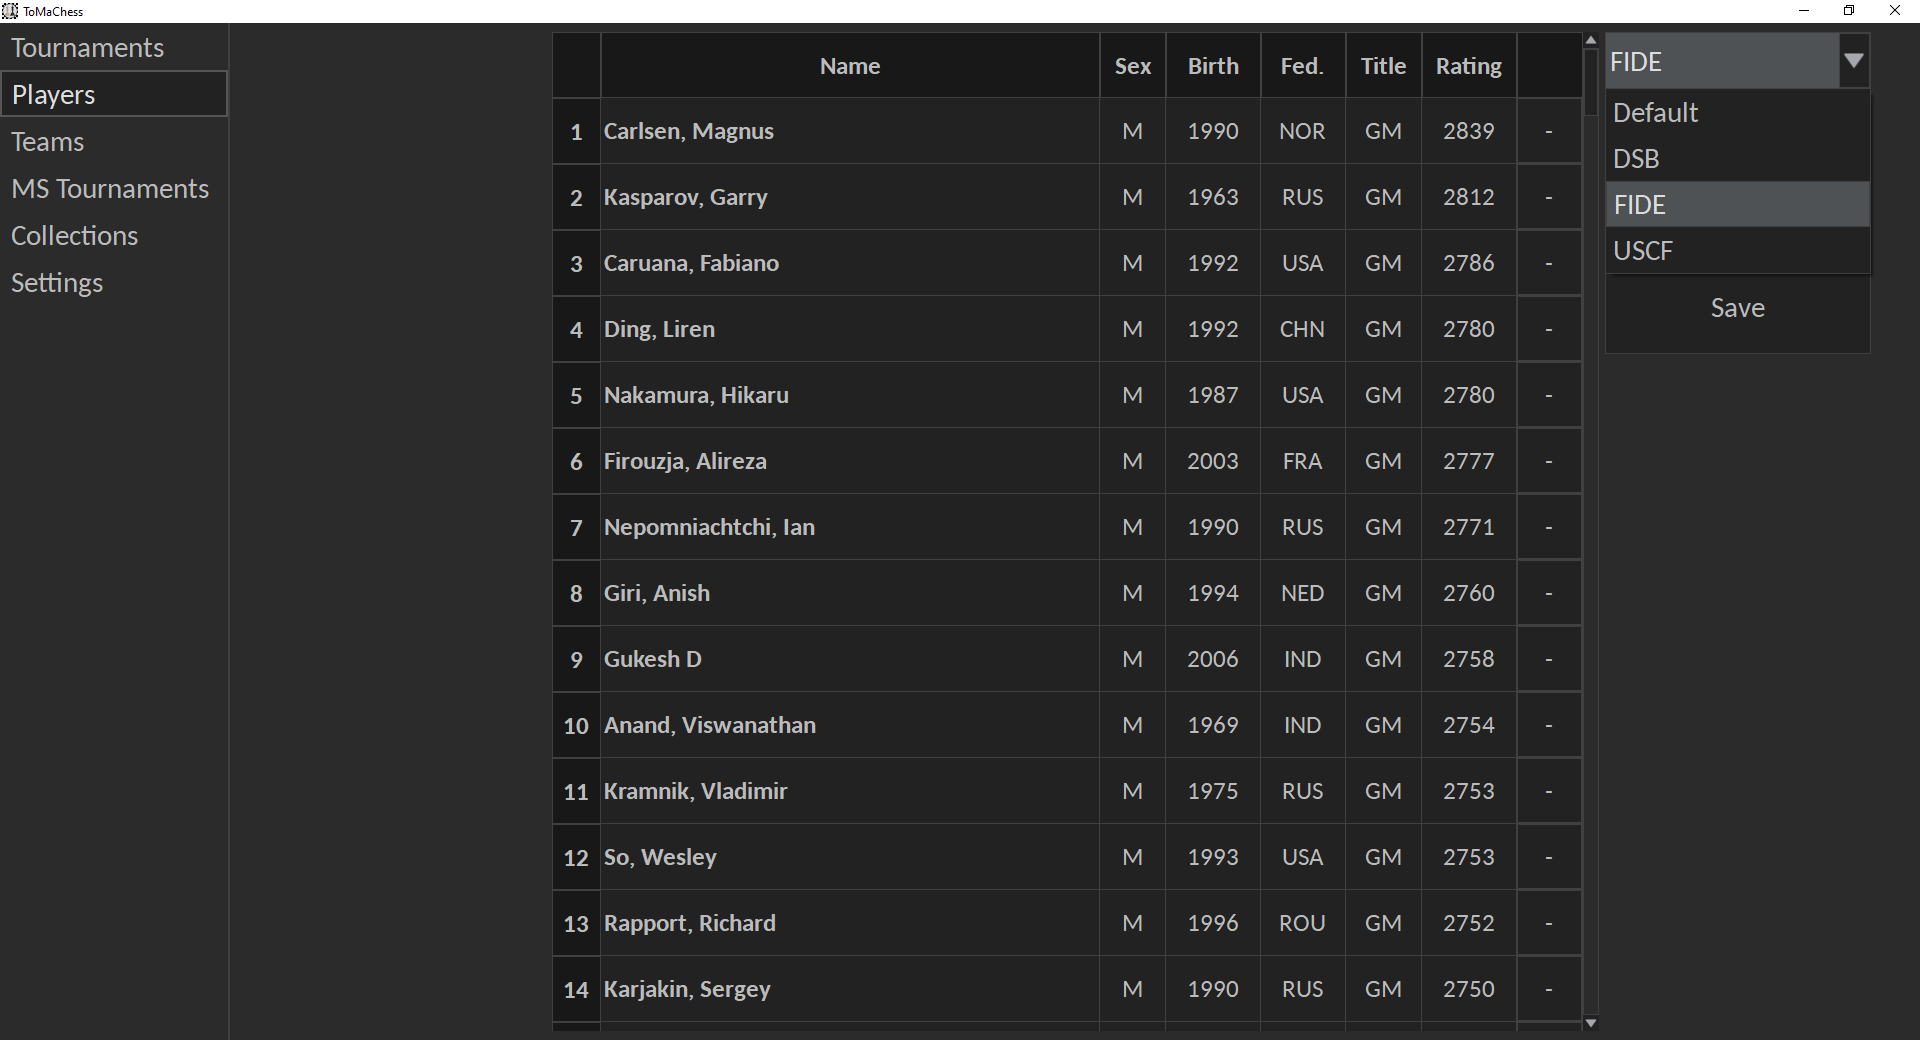 ToMaChess
Tournaments
Players
Teams
MS Tournaments
Collections
Settings
Name Sex Birth Fed. Title Rating
1 Carlsen, Magnus M 1990 NOR GM 2839 -
2 Kasparov, Garry M 1963 RUS GM 2812 -
3 Caruana, Fabiano M 1992 USA GM 2786 -
4 Ding, Liren M 1992 CHN GM 2780 -
5 Nakamura, Hikaru M 1987 USA GM 2780 -
6 Firouzja, Alireza M 2003 FRA GM 2777 -
7 Nepomniachtchi, Ian M 1990 RUS GM 2771 -
8 Giri, Anish M 1994 NED GM 2760 -
9 Gukesh D M 2006 IND GM 2758 -
10 Anand, Viswanathan M 1969 IND GM 2754 -
11 Kramnik, Vladimir M 1975 RUS GM 2753 -
12 So, Wesley M 1993 USA GM 2753 -
13 Rapport, Richard M 1996 ROU GM 2752 -
14 Karjakin, Sergey M 1990 RUS GM 2750 -
FIDE
Default
DSB
FIDE
USCF
Save